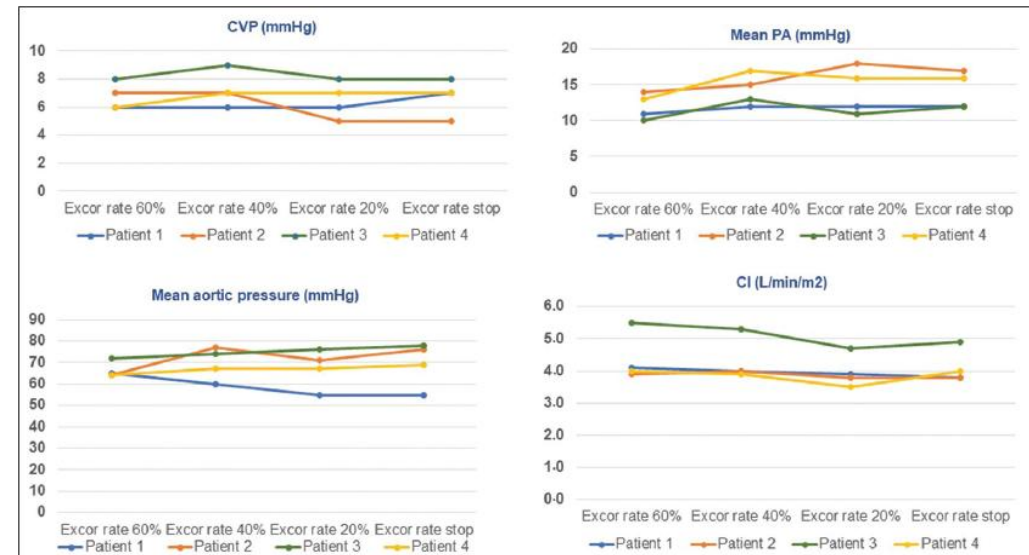 CVP (mmHg)
10
8
6
4
2
0
Excor rate 60% Excor rate 40% Excor rate 20% Excor rate stop
Patient 1 Patient 2 Patient 3 Patient 4
Mean PA (mmHg)
20
15
10
5
0
Excor rate 60% Excor rate 40% Excor rate 20% Excor rate stop
Patient 1 Patient 2 Patient 3 Patient 4
Mean aortic pressure (mmHg)
90
80
70
60
50
40
30
20
10
0
Excor rate 60% Excor rate 40% Excor rate 20% Excor rate stop
Patient 1 Patient 2 Patient 3 Patient 4
CI (L/min/m2)
6.0
5.0
4.0
3.0
2.0
1·0
0·0
Excor rate 60% Excor rate 40% Excor rate 20% Excor rate stop
Patient 1 Patient 2 Patient 3 Patient 4